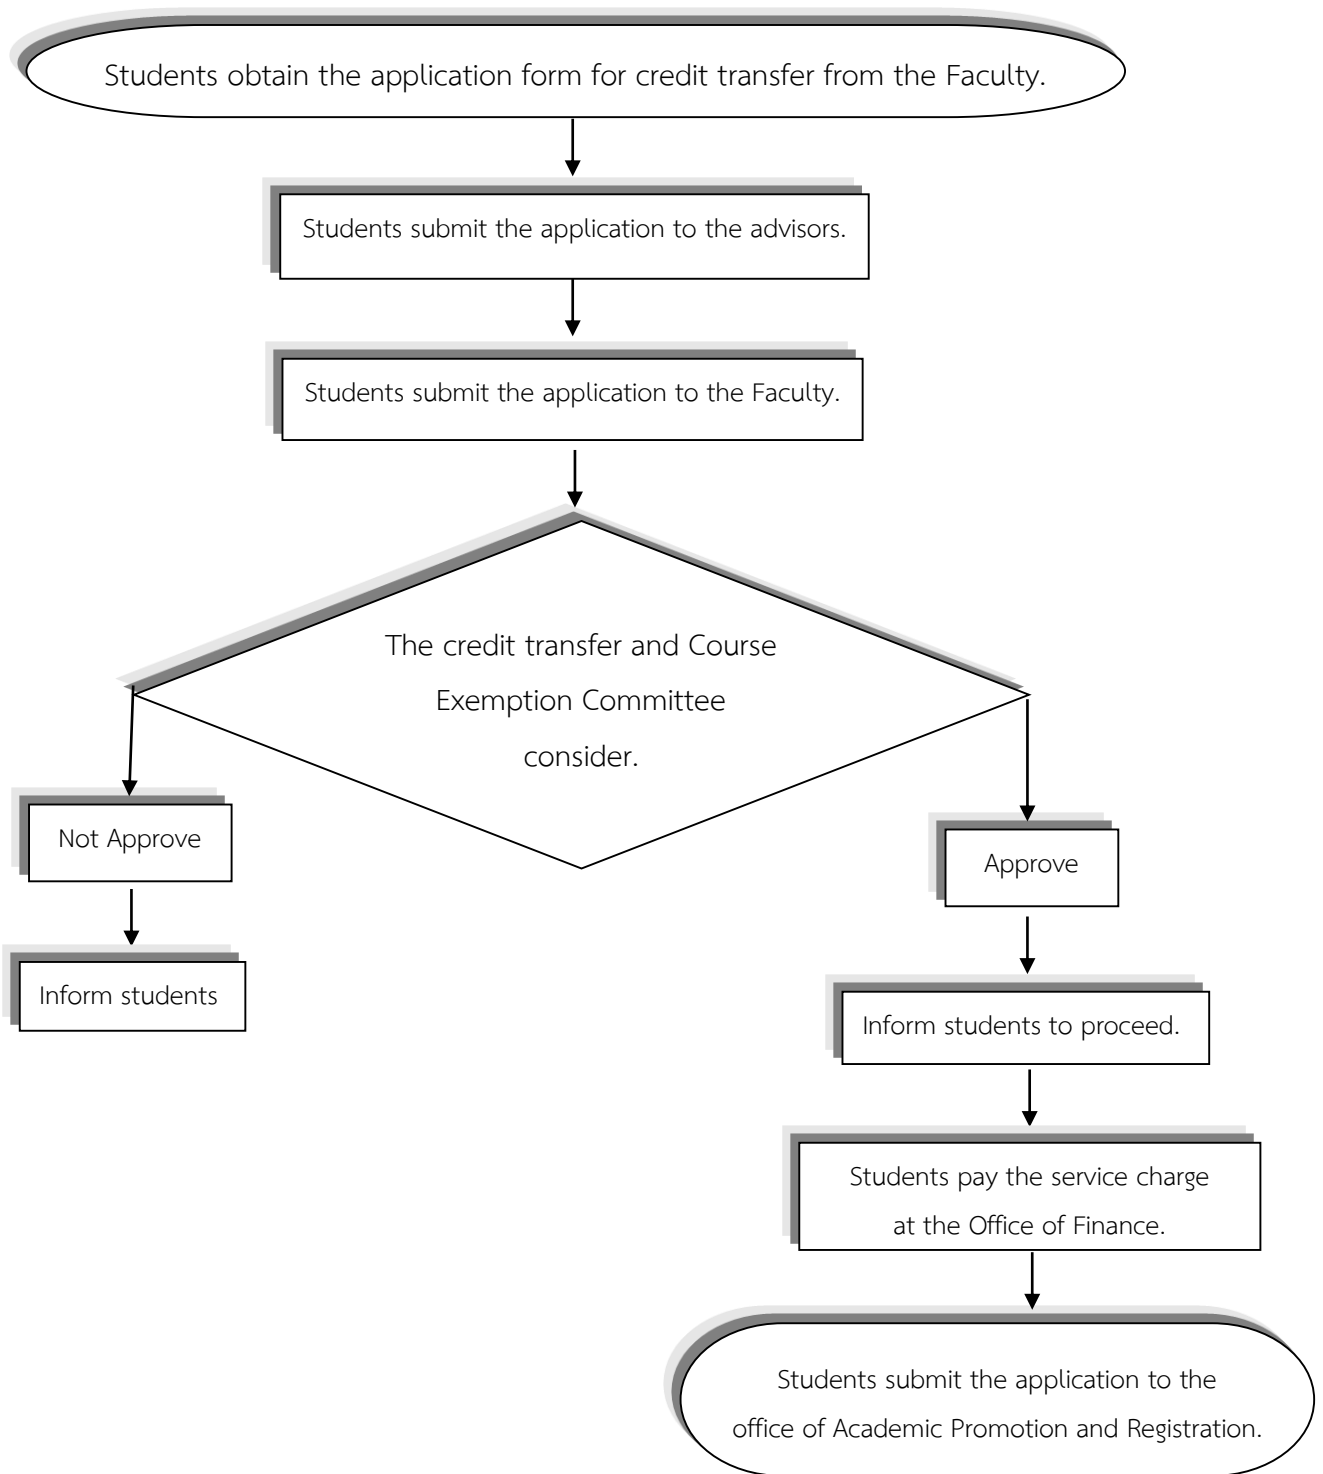 Students obtain the application form for credit transfer from the Faculty.
Students submit the application to the advisors.
Students submit the application to the Faculty.
The credit transfer and Course
Exemption Committee
consider.
Not Approve
Inform students
Approve
Inform students to proceed.
Students pay the service charge
at the Office of Finance.
Students submit the application to the
office of Academic Promotion and Registration.